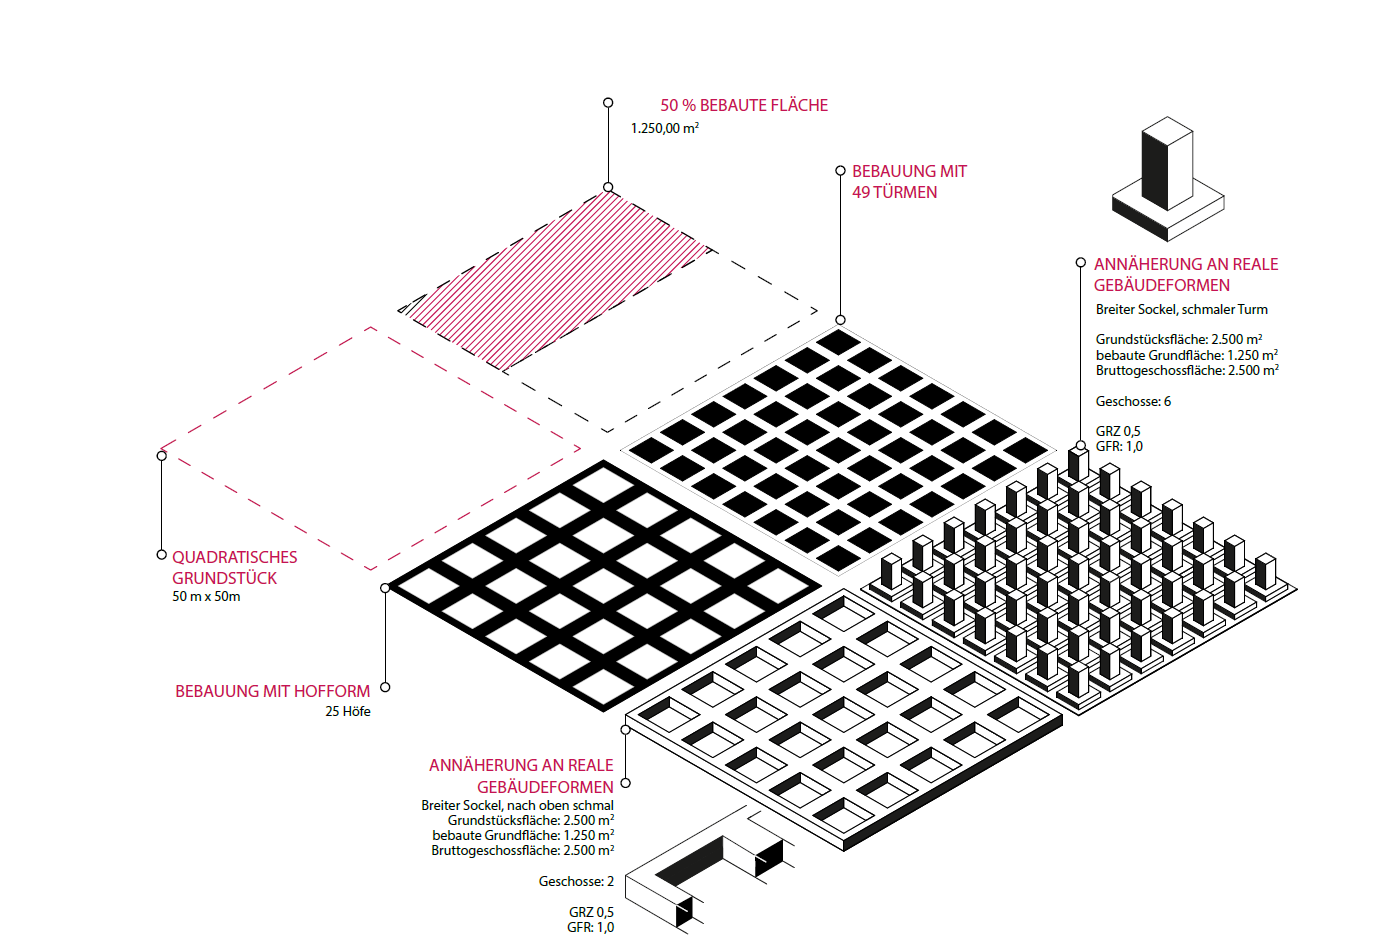 50 % BEBAUTE FLÄCHE
1.250,00 m²
BEBAUUNG MIT
49 TÜRMEN
ANNÄHERUNG AN REALE
GEBÄUDEFORMEN
Breiter Sockel, schmaler Turm
Grundstücksfläche: 2.500 m²
bebaute Grundfläche: 1.250 m²
Bruttogeschossfläche: 2.500 m²
Geschosse: 6
GRZ 0,5
GFR: 1,0
QUADRATISCHES
GRUNDSTÜCK
50 m x 50m
BEBAUUNG MIT HOFFORM
25 Höfe
ANNÄHERUNG AN REALE
GEBÄUDEFORMEN
Breiter Sockel, nach oben schmal
Grundstücksfläche: 2.500 m²
bebaute Grundfläche: 1.250 m²
Bruttogeschossfläche: 2.500 m²
Geschosse: 2
GRZ 0,5
GFR: 1,0